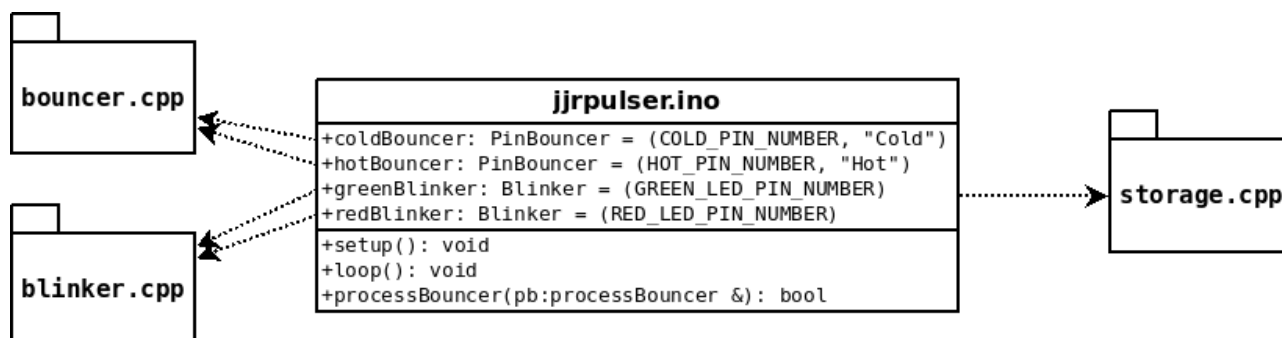 bouncer.cpp
blinker.cpp
jjrpulser.ino
+coldBouncer: PinBouncer = (COLD_PIN_NUMBER, "Cold")
+hotBouncer: PinBouncer = (HOT_PIN_NUMBER, "Hot")
+greenBlinker: Blinker = (GREEN_LED_PIN_NUMBER)
+redBlinker: Blinker = (RED_LED_PIN_NUMBER)
+setup(): void
+loop(): void
+processBouncer(pb:processBouncer &): bool
storage.cpp